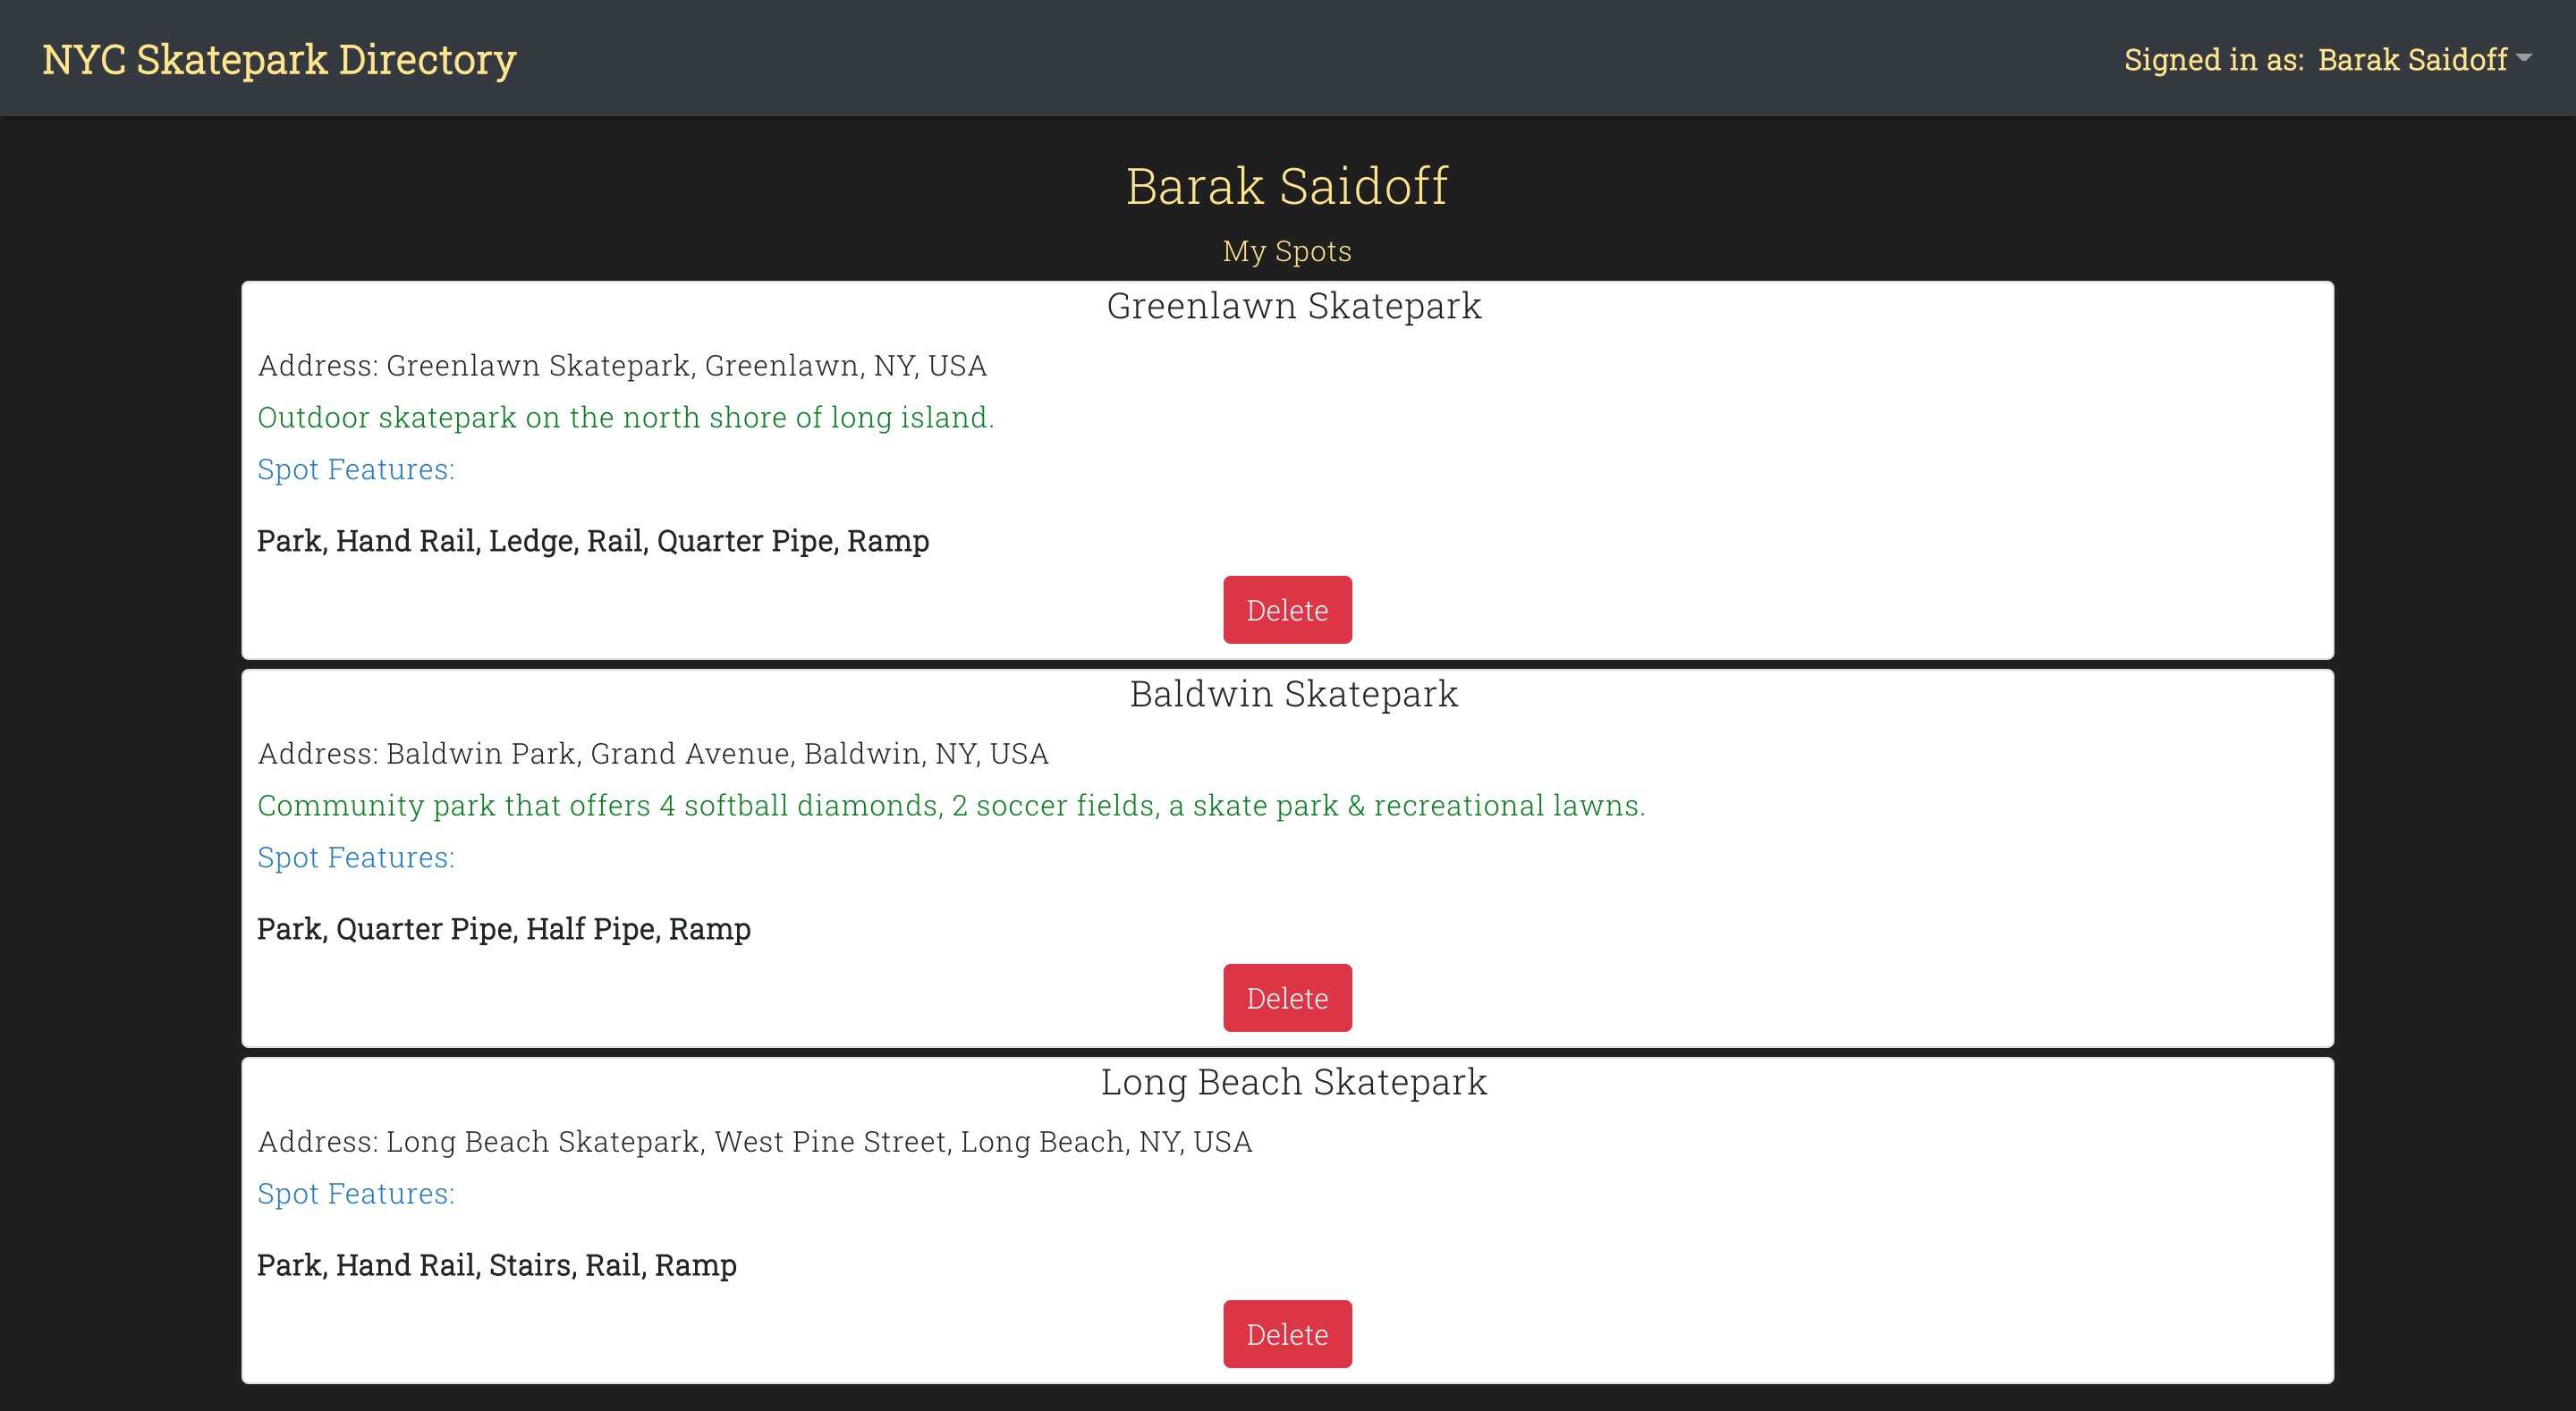 NYC Skatepark Directory
Signed in as: Barak Saidoff
Barak Saidoff
My Spots
Greenlawn Skatepark
Address: Greenlawn Skatepark, Greenlawn, NY, USA
Outdoor skatepark on the north shore of long island.
Spot Features:
Park, Hand Rail, Ledge, Rail, Quarter Pipe, Ramp
Delete
Baldwin Skatepark
Address: Baldwin Park, Grand Avenue, Baldwin, NY, USA
Community park that offers 4 softball diamonds, 2 soccer fields, a skate park & recreational lawns.
Spot Features:
Park, Quarter Pipe, Half Pipe, Ramp
Delete
Long Beach Skatepark
Address: Long Beach Skatepark, West Pine Street, Long Beach, NY, USA
Spot Features:
Park, Hand Rail, Stairs, Rail, Ramp
Delete